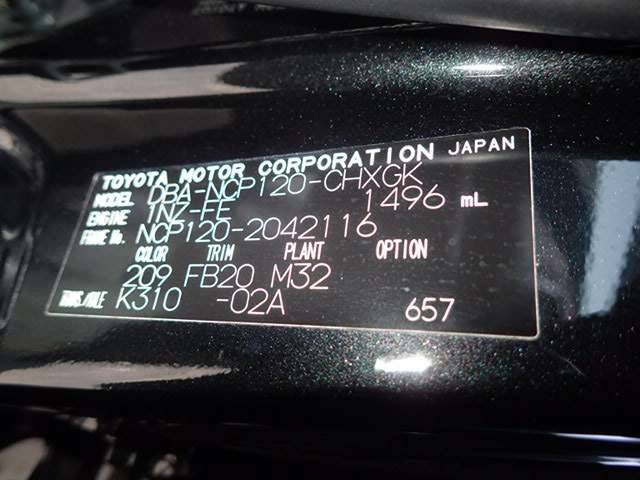 TOYOTA MOTOR CORPORATION JAPAN
MODEL DBA-NCP120-CHXGK
ENGINE 1NZ-FE 1496 mL
FRAME No. NCP120-2042116
COLOR TRIM PLANT OPTION
209 FB20 M32
TRANS./AXLE K310 -02A 657